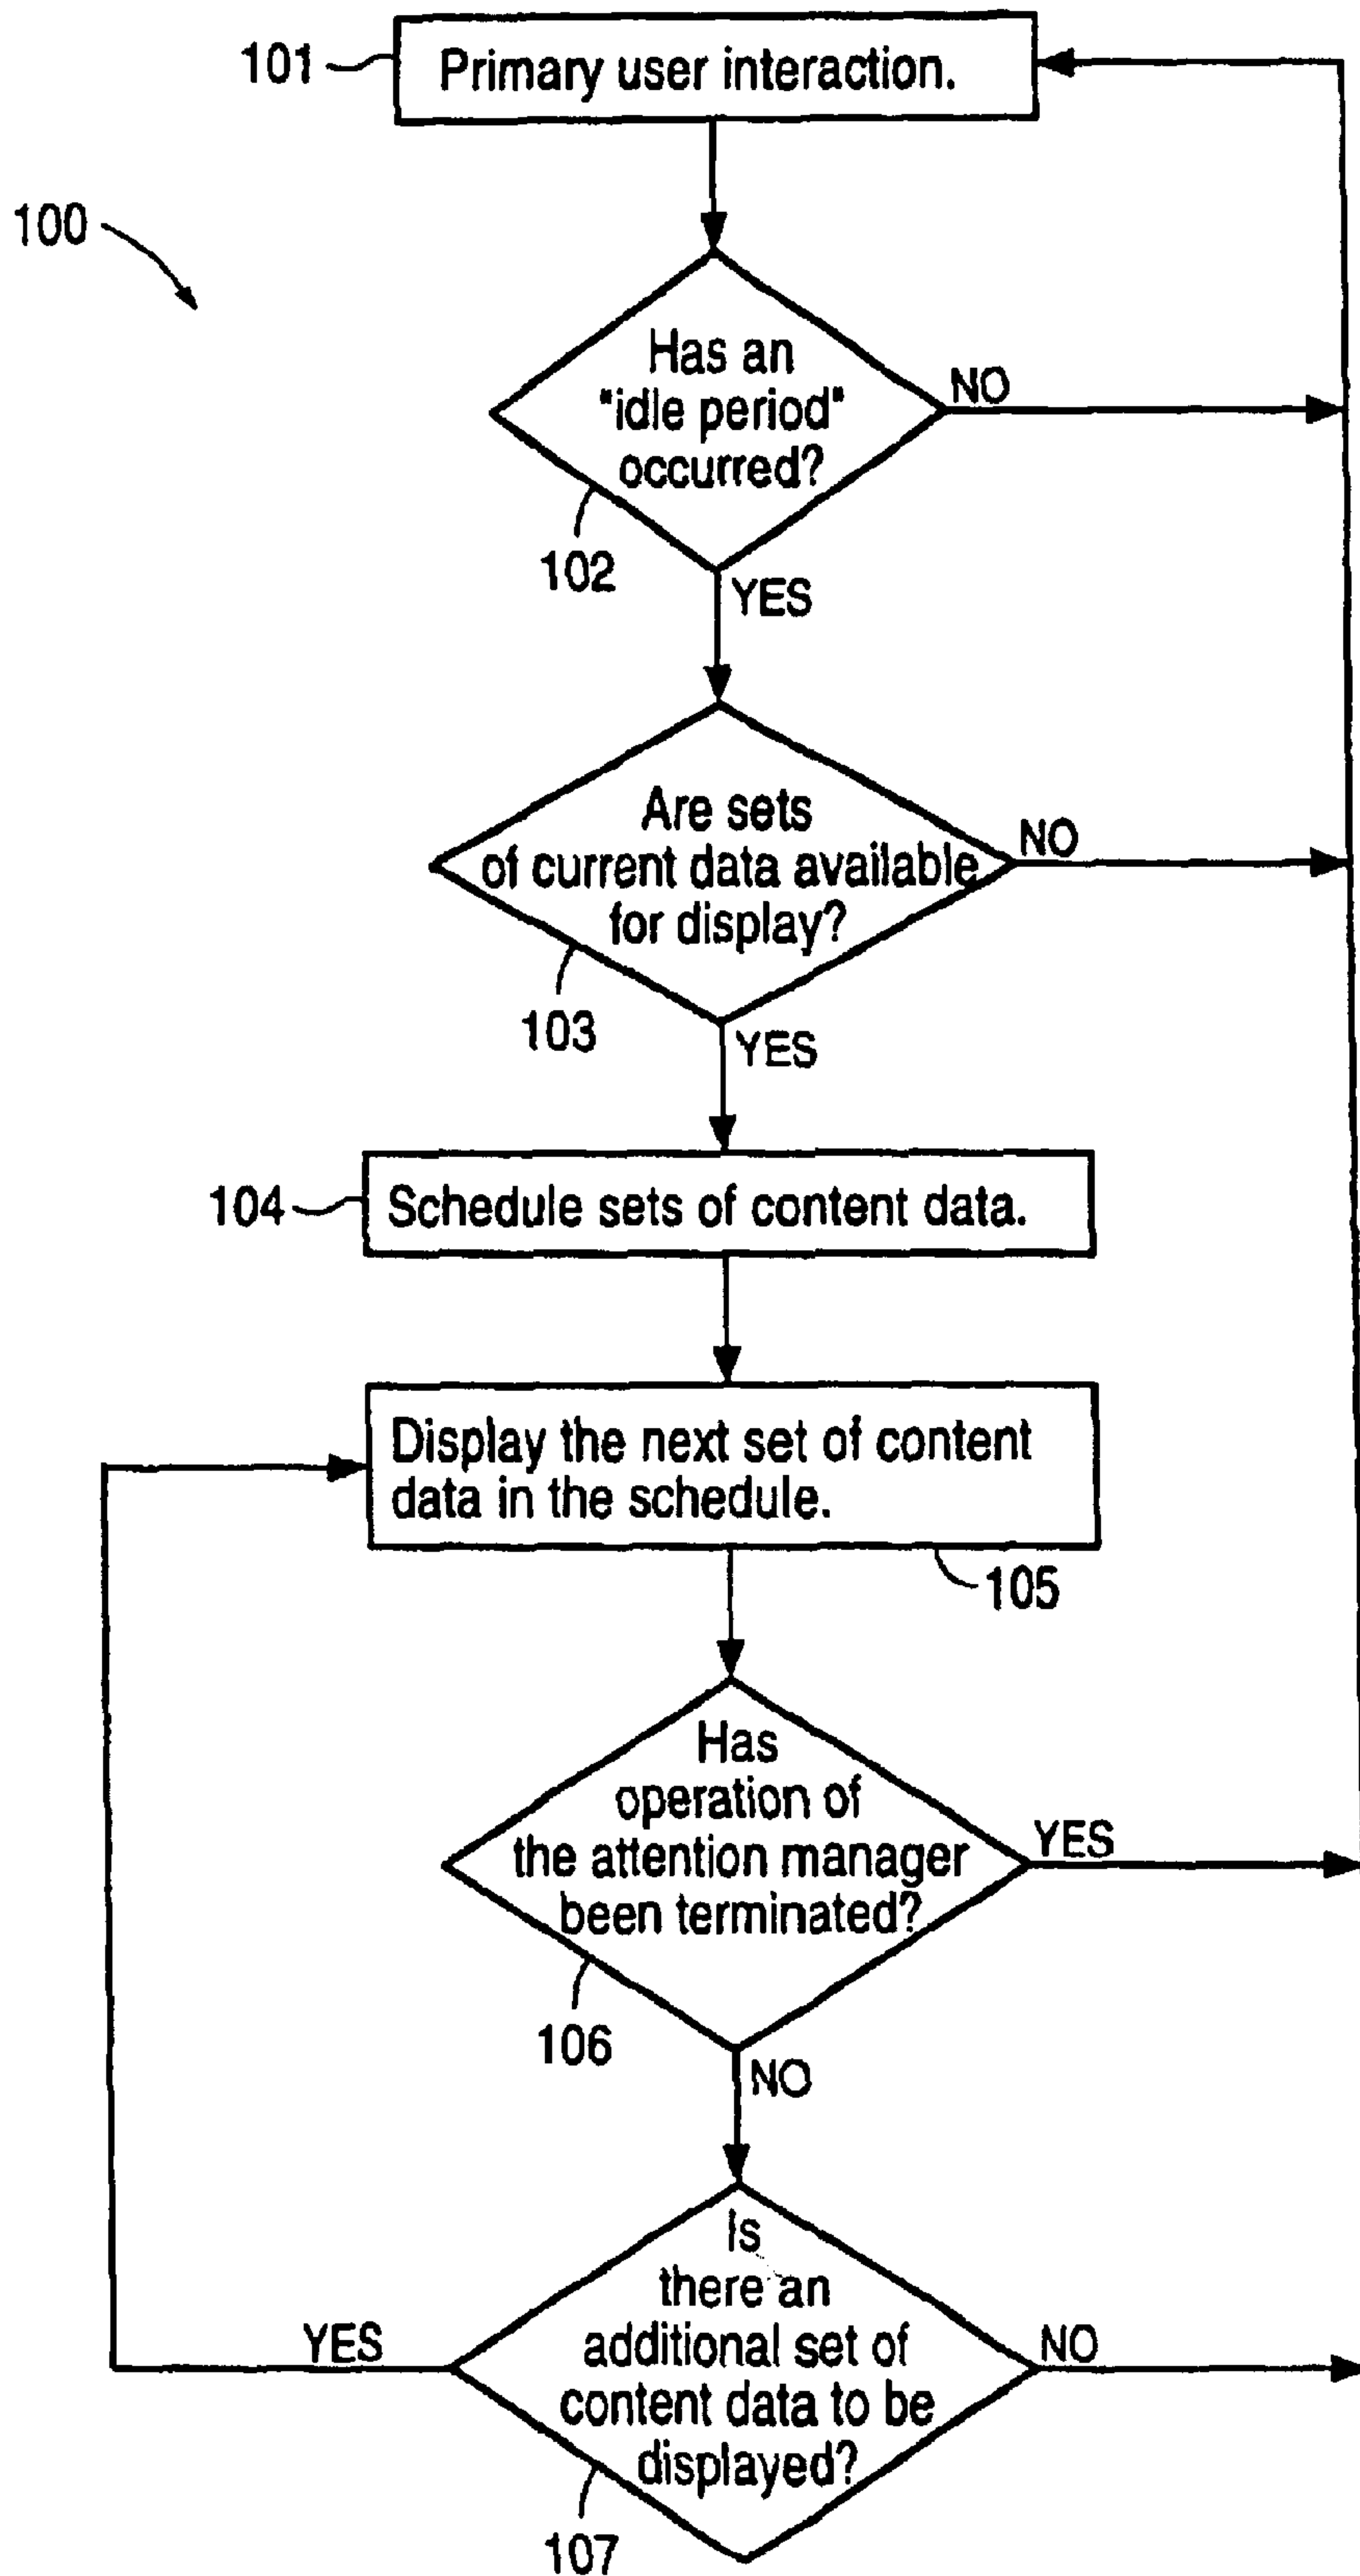 101
Primary user interaction.
100
Has an
"idle period"
occurred?
NO
102
YES
Are sets
of current data available
for display?
NO
103
YES
104
Schedule sets of content data.
Display the next set of content
data in the schedule.
105
Has
operation of
the attention manager
been terminated?
YES
106
NO
Is
there an
additional set of
content data to be
displayed?
YES
NO
107